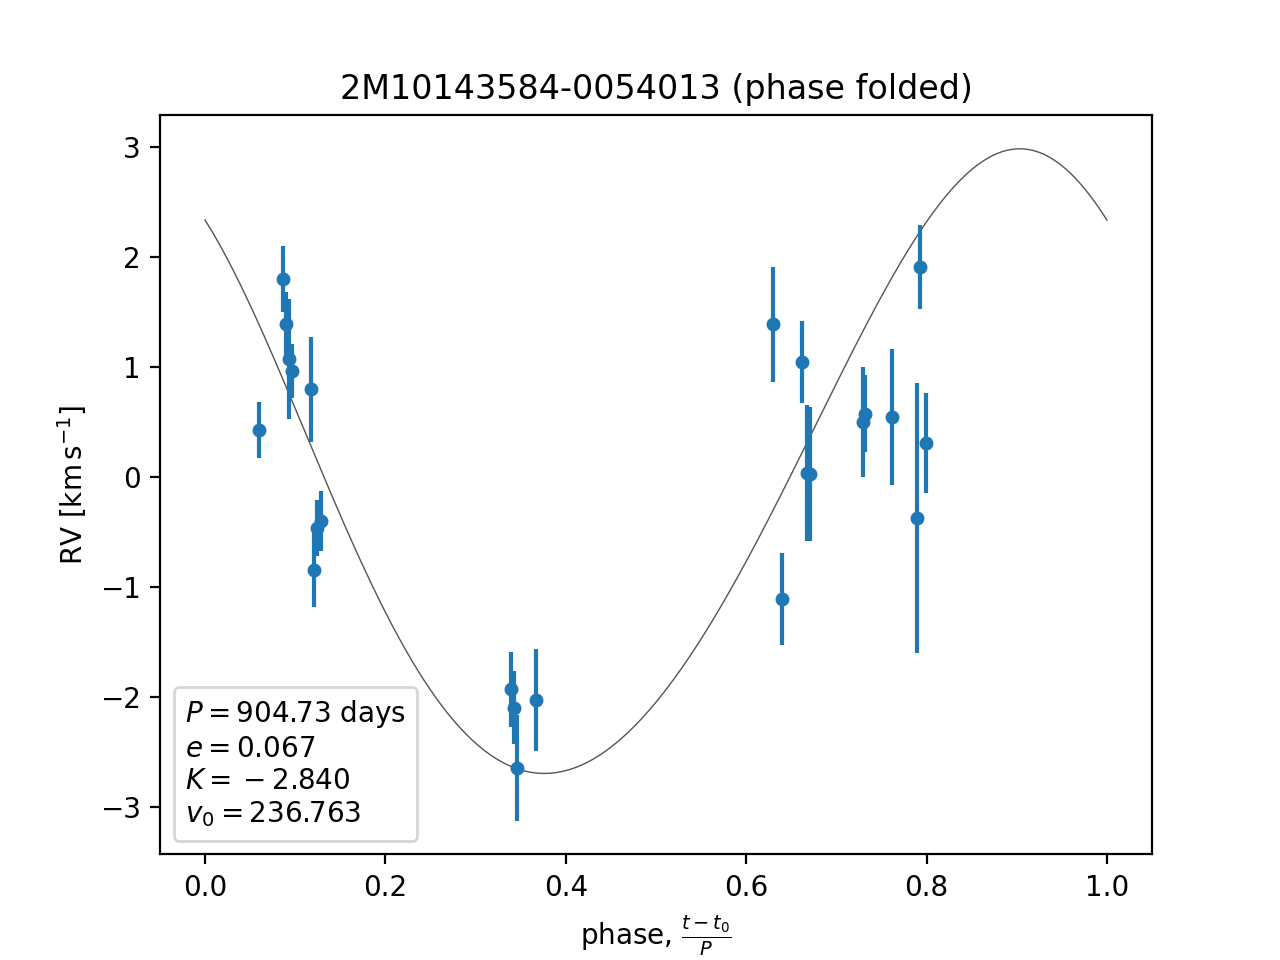 2M10143584-0054013 (phase folded)
RV [km s⁻¹]
3
2
1
0
−1
−2
−3
P = 904.73 days
e = 0.067
K = −2.840
v₀ = 236.763
0.0 0.2 0.4 0.6 0.8 1.0
phase, (t − t₀)/P